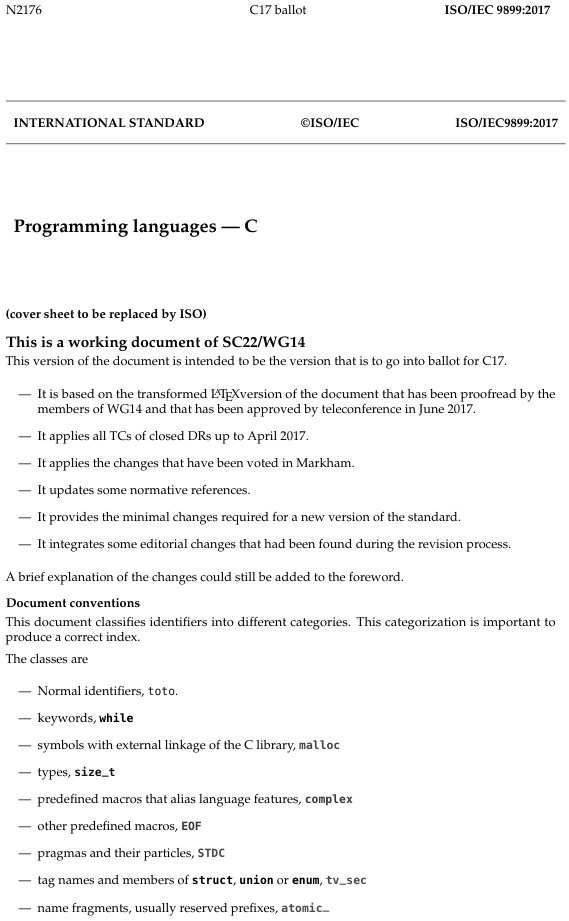 N2176 C17 ballot ISO/IEC 9899:2017
INTERNATIONAL STANDARD ©ISO/IEC ISO/IEC9899:2017
Programming languages — C
(cover sheet to be replaced by ISO)
This is a working document of SC22/WG14
This version of the document is intended to be the version that is to go into ballot for C17.
— It is based on the transformed LATEXversion of the document that has been proofread by the
members of WG14 and that has been approved by teleconference in June 2017.
— It applies all TCs of closed DRs up to April 2017.
— It applies the changes that have been voted in Markham.
— It updates some normative references.
— It provides the minimal changes required for a new version of the standard.
— It integrates some editorial changes that had been found during the revision process.
A brief explanation of the changes could still be added to the foreword.
Document conventions
This document classifies identifiers into different categories. This categorization is important to
produce a correct index.
The classes are
— Normal identifiers, toto.
— keywords, while
— symbols with external linkage of the C library, malloc
— types, size_t
— predefined macros that alias language features, complex
— other predefined macros, EOF
— pragmas and their particles, STDC
— tag names and members of struct, union or enum, tv_sec
— name fragments, usually reserved prefixes, atomic_